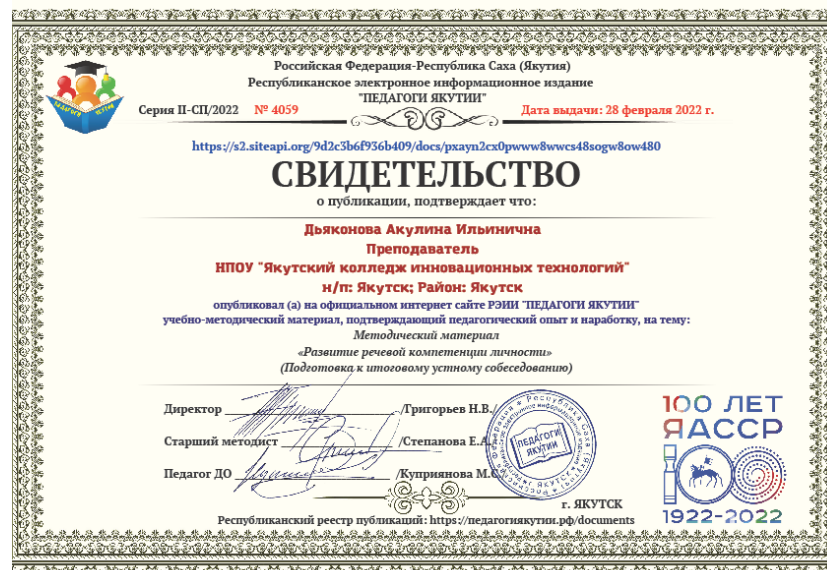 Российская Федерация-Республика Саха (Якутия)
Республиканское электронное информационное издание
"ПЕДАГОГИ ЯКУТИИ"
Серия II-СП/2022 № 4059 Дата выдачи: 28 февраля 2022 г.
https://s2.siteapi.org/9d2c3b6f936b409/docs/pxayn2cx0pwww8wwcs48sogw8ow480
СВИДЕТЕЛЬСТВО
о публикации, подтверждает что:
Дьяконова Акулина Ильинична
Преподаватель
НПОУ "Якутский колледж инновационных технологий"
н/п: Якутск; Район: Якутск
опубликовал (а) на официальном интернет сайте РЭИИ "ПЕДАГОГИ ЯКУТИИ"
учебно-методический материал, подтверждающий педагогический опыт и наработку, на тему:
Методический материал
«Развитие речевой компетенции личности»
(Подготовка к итоговому устному собеседованию)
Директор /Григорьев Н.В./
Старший методист /Степанова Е.А./
Педагог ДО /Куприянова М.С./
ПЕДАГОГИ
ЯКУТИИ
100 ЛЕТ
ЯАССР
1922-2022
г. ЯКУТСК
Республиканский реестр публикаций: https://педагогиякутии.рф/documents